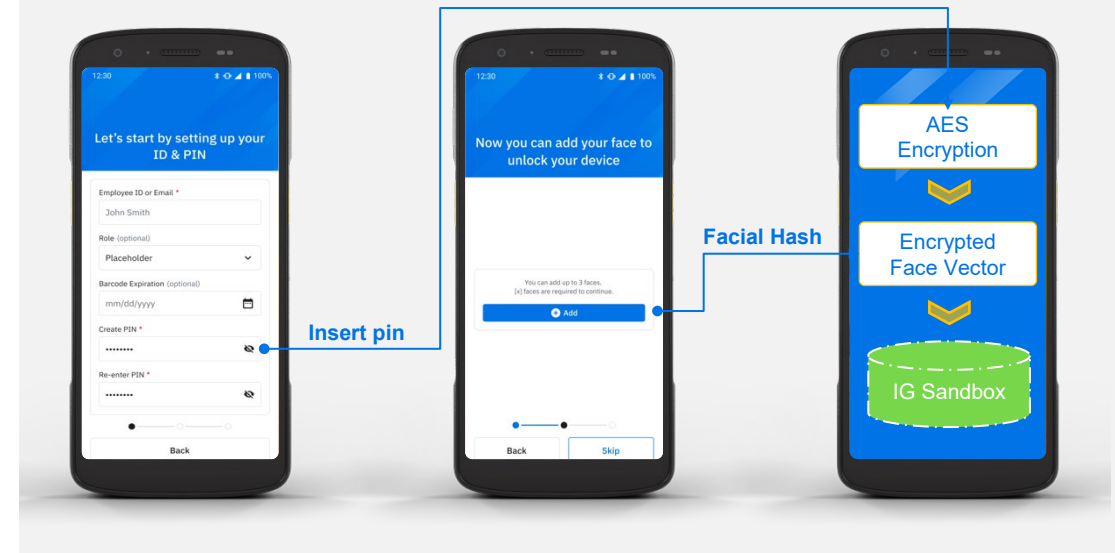 12:30
100%
Let's start by setting up your
ID & PIN
Employee ID or Email *
John Smith
Role (optional)
Placeholder
Barcode Expiration (optional)
mm/dd/yyyy
Create PIN *
••••••••
Re-enter PIN *
••••••••
Back
Insert pin
12:30
100%
Now you can add your face to
unlock your device
You can add up to 3 faces.
[x] faces are required to continue.
Add
Back
Skip
Facial Hash
AES
Encryption
Encrypted
Face Vector
IG Sandbox